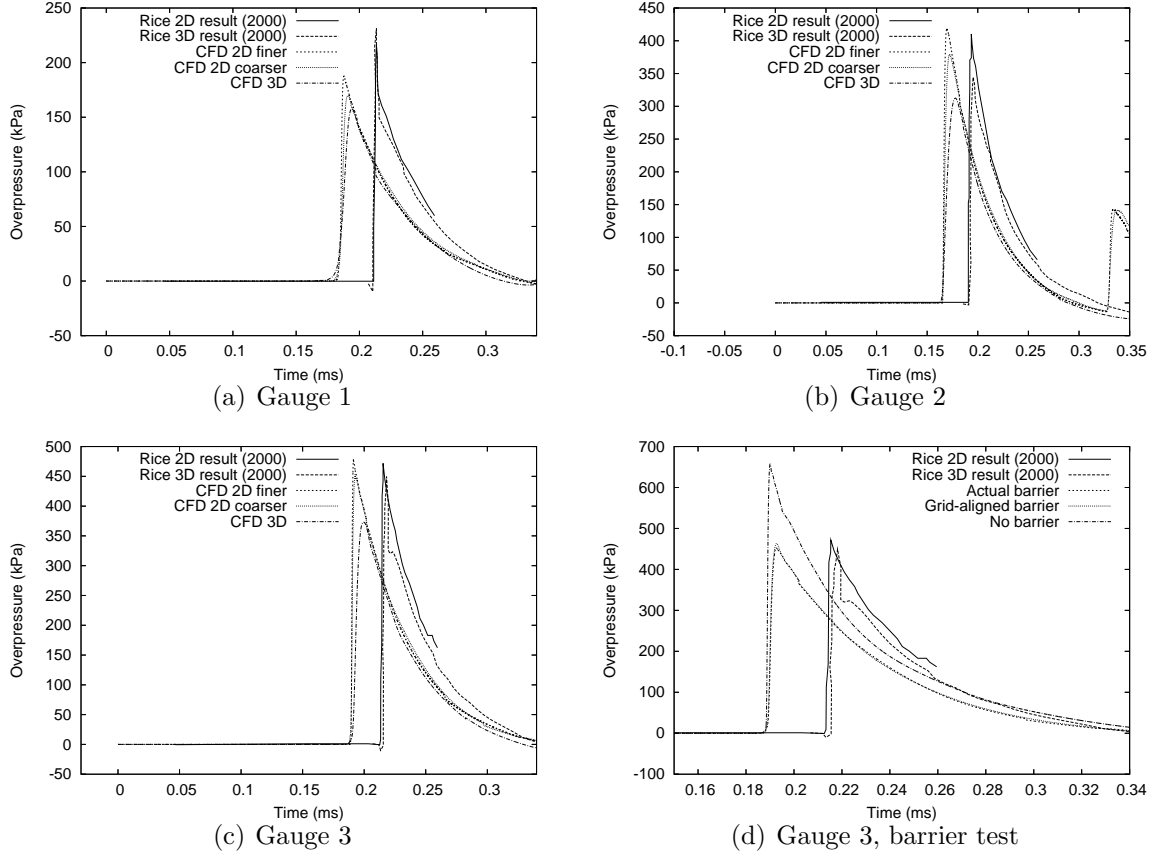 250
200
150
100
50
0
-50
Overpressure (kPa)
Rice 2D result (2000)
Rice 3D result (2000)
CFD 2D finer
CFD 2D coarser
CFD 3D
0 0.05 0.1 0.15 0.2 0.25 0.3
Time (ms)
(a) Gauge 1
450
400
350
300
250
200
150
100
50
0
-50
Overpressure (kPa)
Rice 2D result (2000)
Rice 3D result (2000)
CFD 2D finer
CFD 2D coarser
CFD 3D
-0.1 -0.05 0 0.05 0.1 0.15 0.2 0.25 0.3 0.35
Time (ms)
(b) Gauge 2
500
450
400
350
300
250
200
150
100
50
0
-50
Overpressure (kPa)
Rice 2D result (2000)
Rice 3D result (2000)
CFD 2D finer
CFD 2D coarser
CFD 3D
0 0.05 0.1 0.15 0.2 0.25 0.3
Time (ms)
(c) Gauge 3
700
600
500
400
300
200
100
0
-100
Overpressure (kPa)
Rice 2D result (2000)
Rice 3D result (2000)
Actual barrier
Grid-aligned barrier
No barrier
0.16 0.18 0.2 0.22 0.24 0.26 0.28 0.3 0.32 0.34
Time (ms)
(d) Gauge 3, barrier test